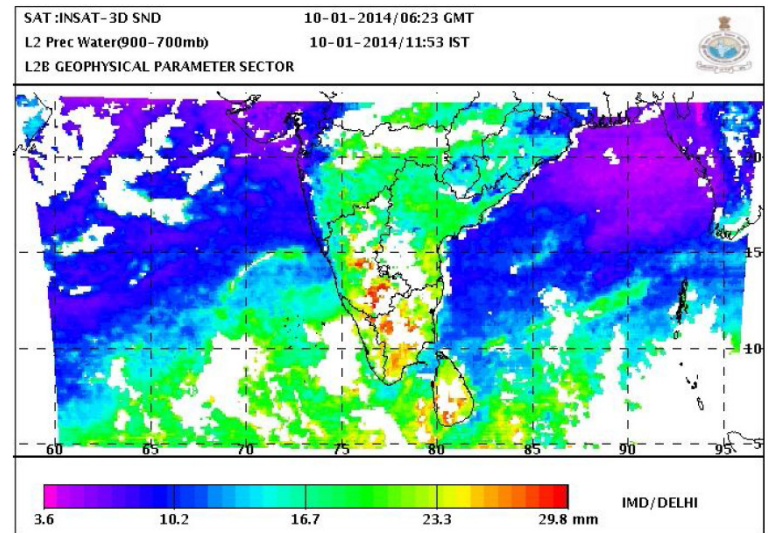 SAT :INSAT-3D SND 10-01-2014/06:23 GMT
L2 Prec Water(900-700mb) 10-01-2014/11:53 IST
L2B GEOPHYSICAL PARAMETER SECTOR
20
15
10
5
60 65 70 75 80 85 90 95
3.6 10.2 16.7 23.3 29.8 mm
IMD/DELHI